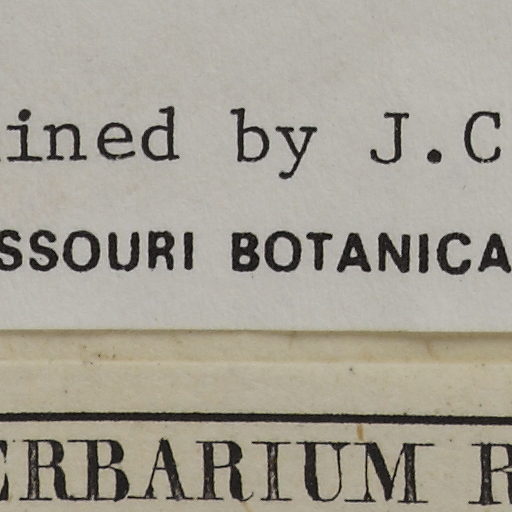 ined by J.C
SSOURI BOTANICA
ERBARIUM R